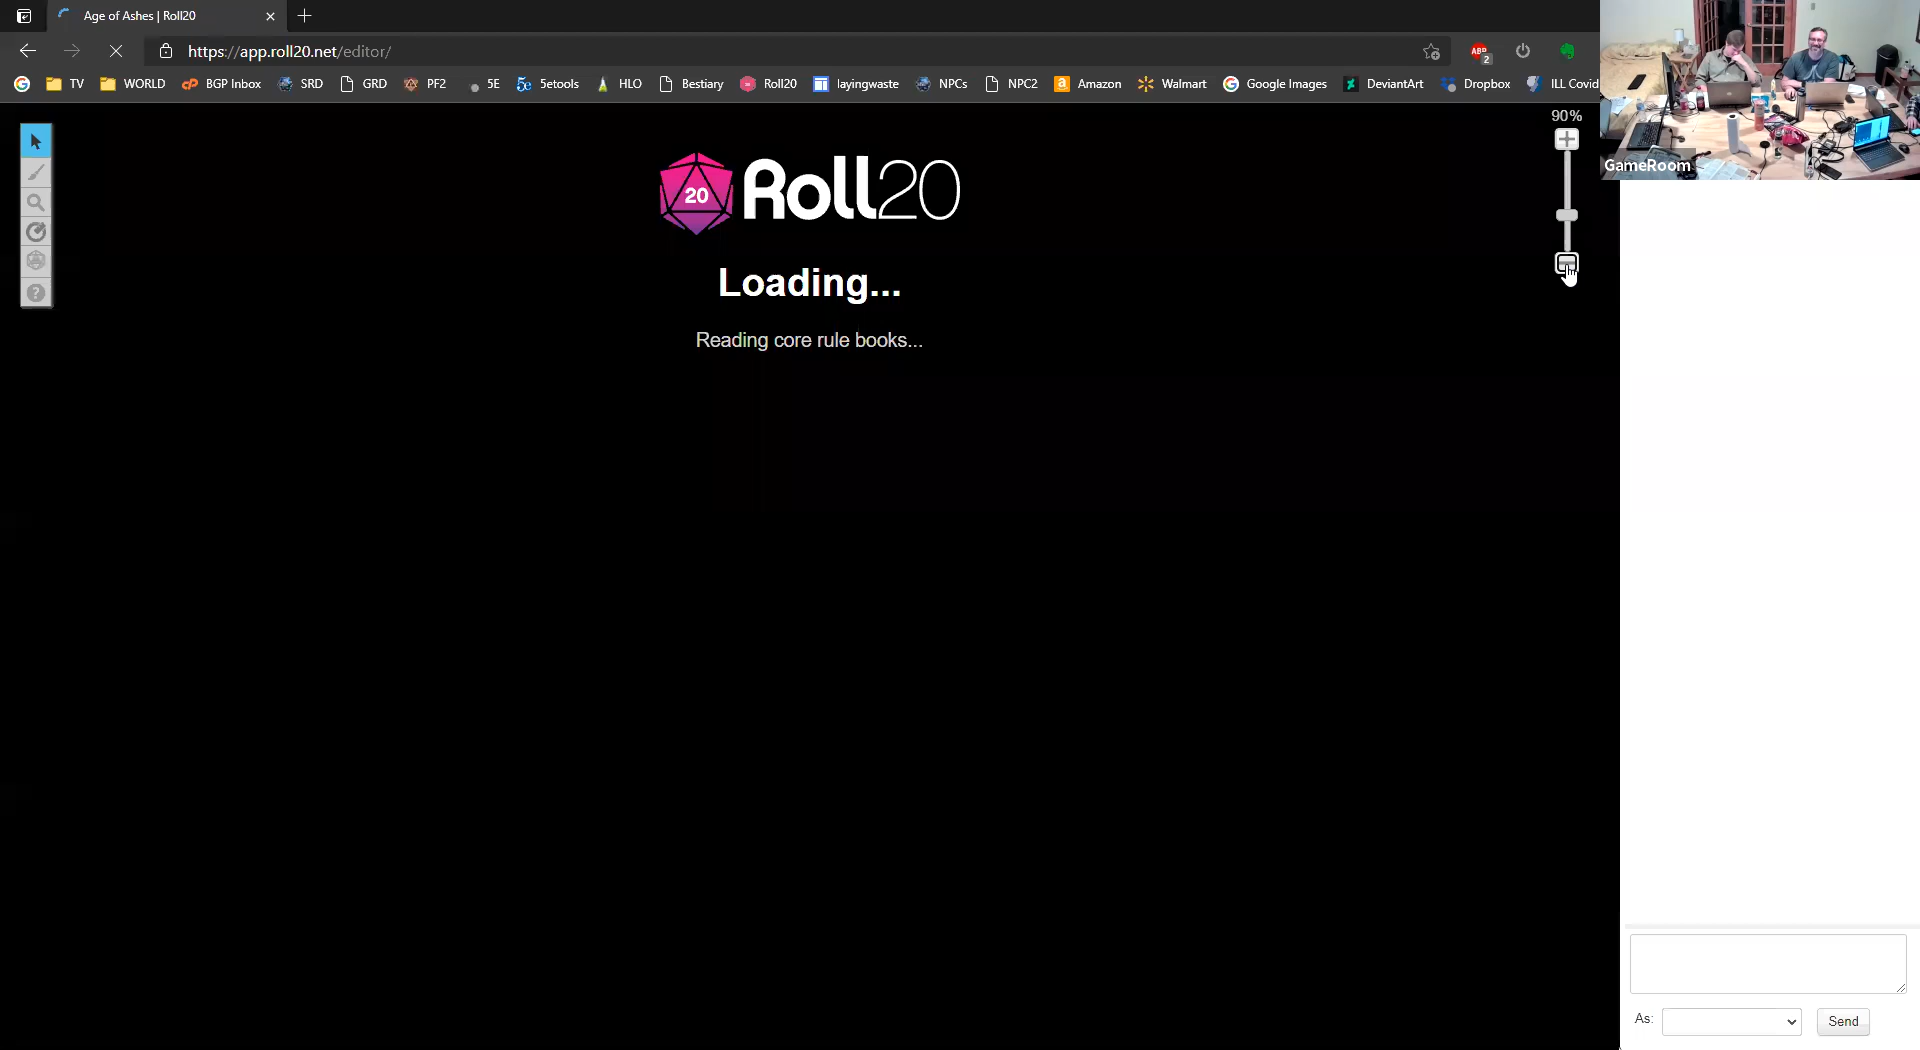 Age of Ashes | Roll20
https://app.roll20.net/editor/
ABP
2
TV WORLD BGP Inbox SRD GRD PF2 5E 5etools HLO Bestiary Roll20 layingwaste NPCs NPC2 Amazon Walmart Google Images DeviantArt Dropbox ILL Covid
90%
GameRoom
20 Roll20
Loading...
Reading core rule books...
As:
Send